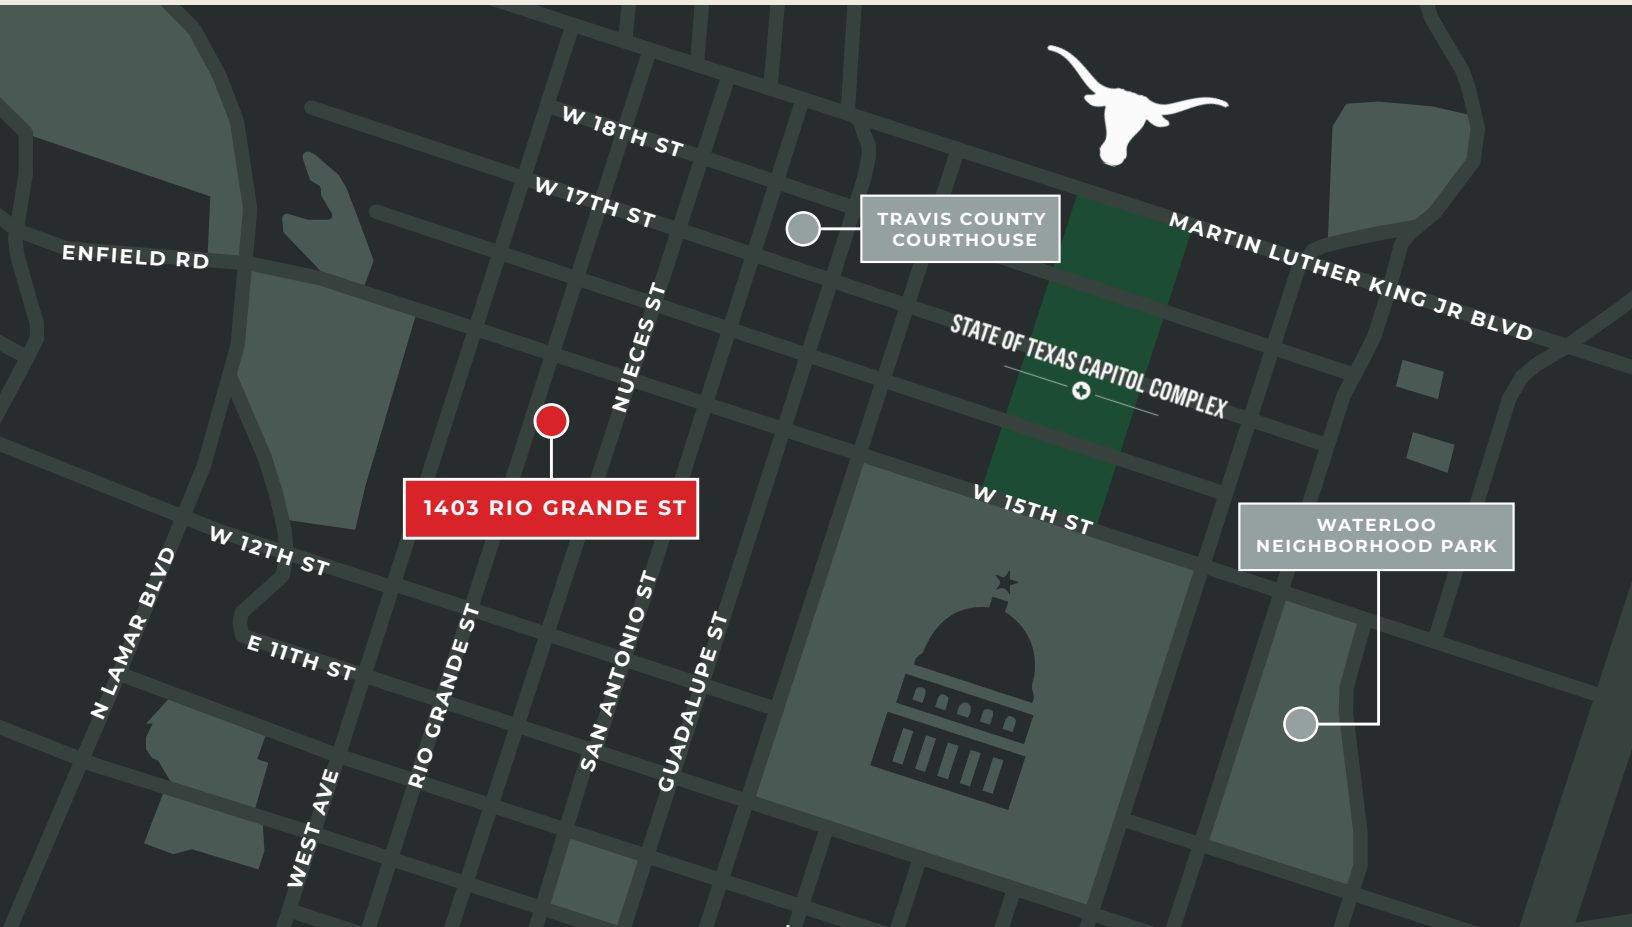 W 18TH ST
W 17TH ST
TRAVIS COUNTY
COURTHOUSE
MARTIN LUTHER KING JR BLVD
ENFIELD RD
NUECES ST
STATE OF TEXAS CAPITOL COMPLEX
1403 RIO GRANDE ST
W 15TH ST
WATERLOO
NEIGHBORHOOD PARK
W 12TH ST
N LAMAR BLVD
E 11TH ST
RIO GRANDE ST
SAN ANTONIO ST
GUADALUPE ST
WEST AVE